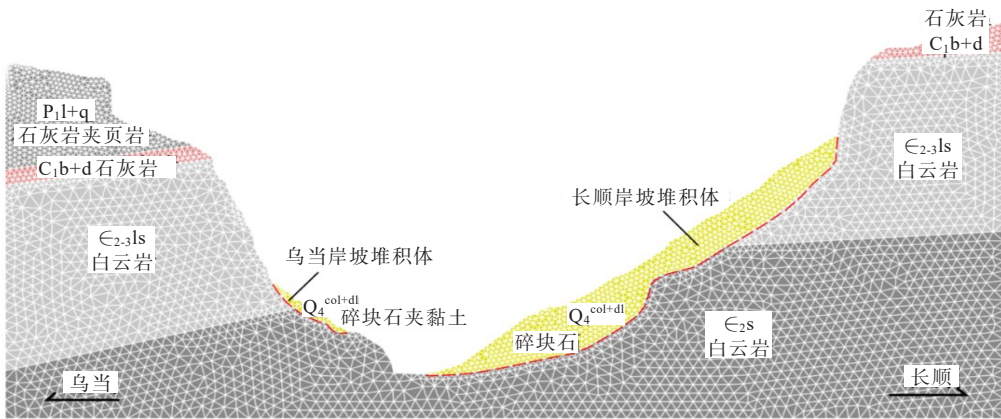 石灰岩
C₁b+d
P₁l+q
石灰岩夹页岩
C₁b+d 石灰岩
∈₂₋₃ls
白云岩
∈₂₋₃ls
白云岩
长顺岸坡堆积体
乌当岸坡堆积体
Q₄ᶜᵒˡ⁺ᵈˡ
碎块石夹黏土
Q₄ᶜᵒˡ⁺ᵈˡ
碎块石
∈₂s
白云岩
乌当
长顺